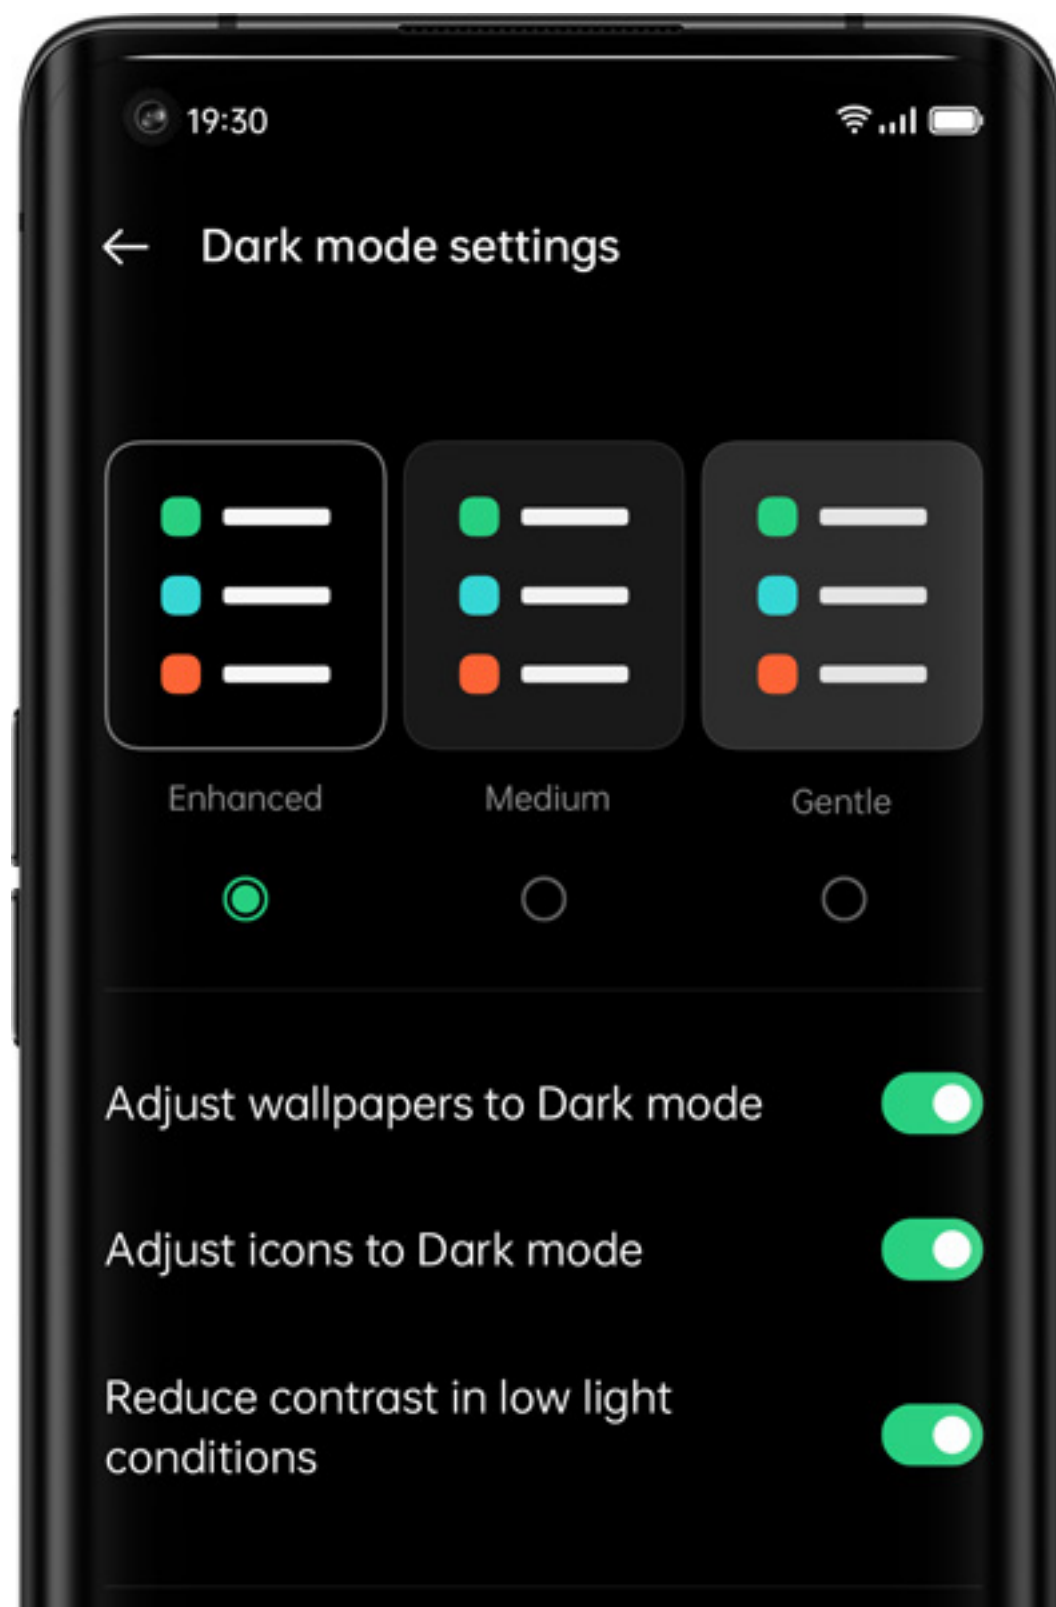 19:30
Dark mode settings
Enhanced
Medium
Gentle
Adjust wallpapers to Dark mode
Adjust icons to Dark mode
Reduce contrast in low light
conditions